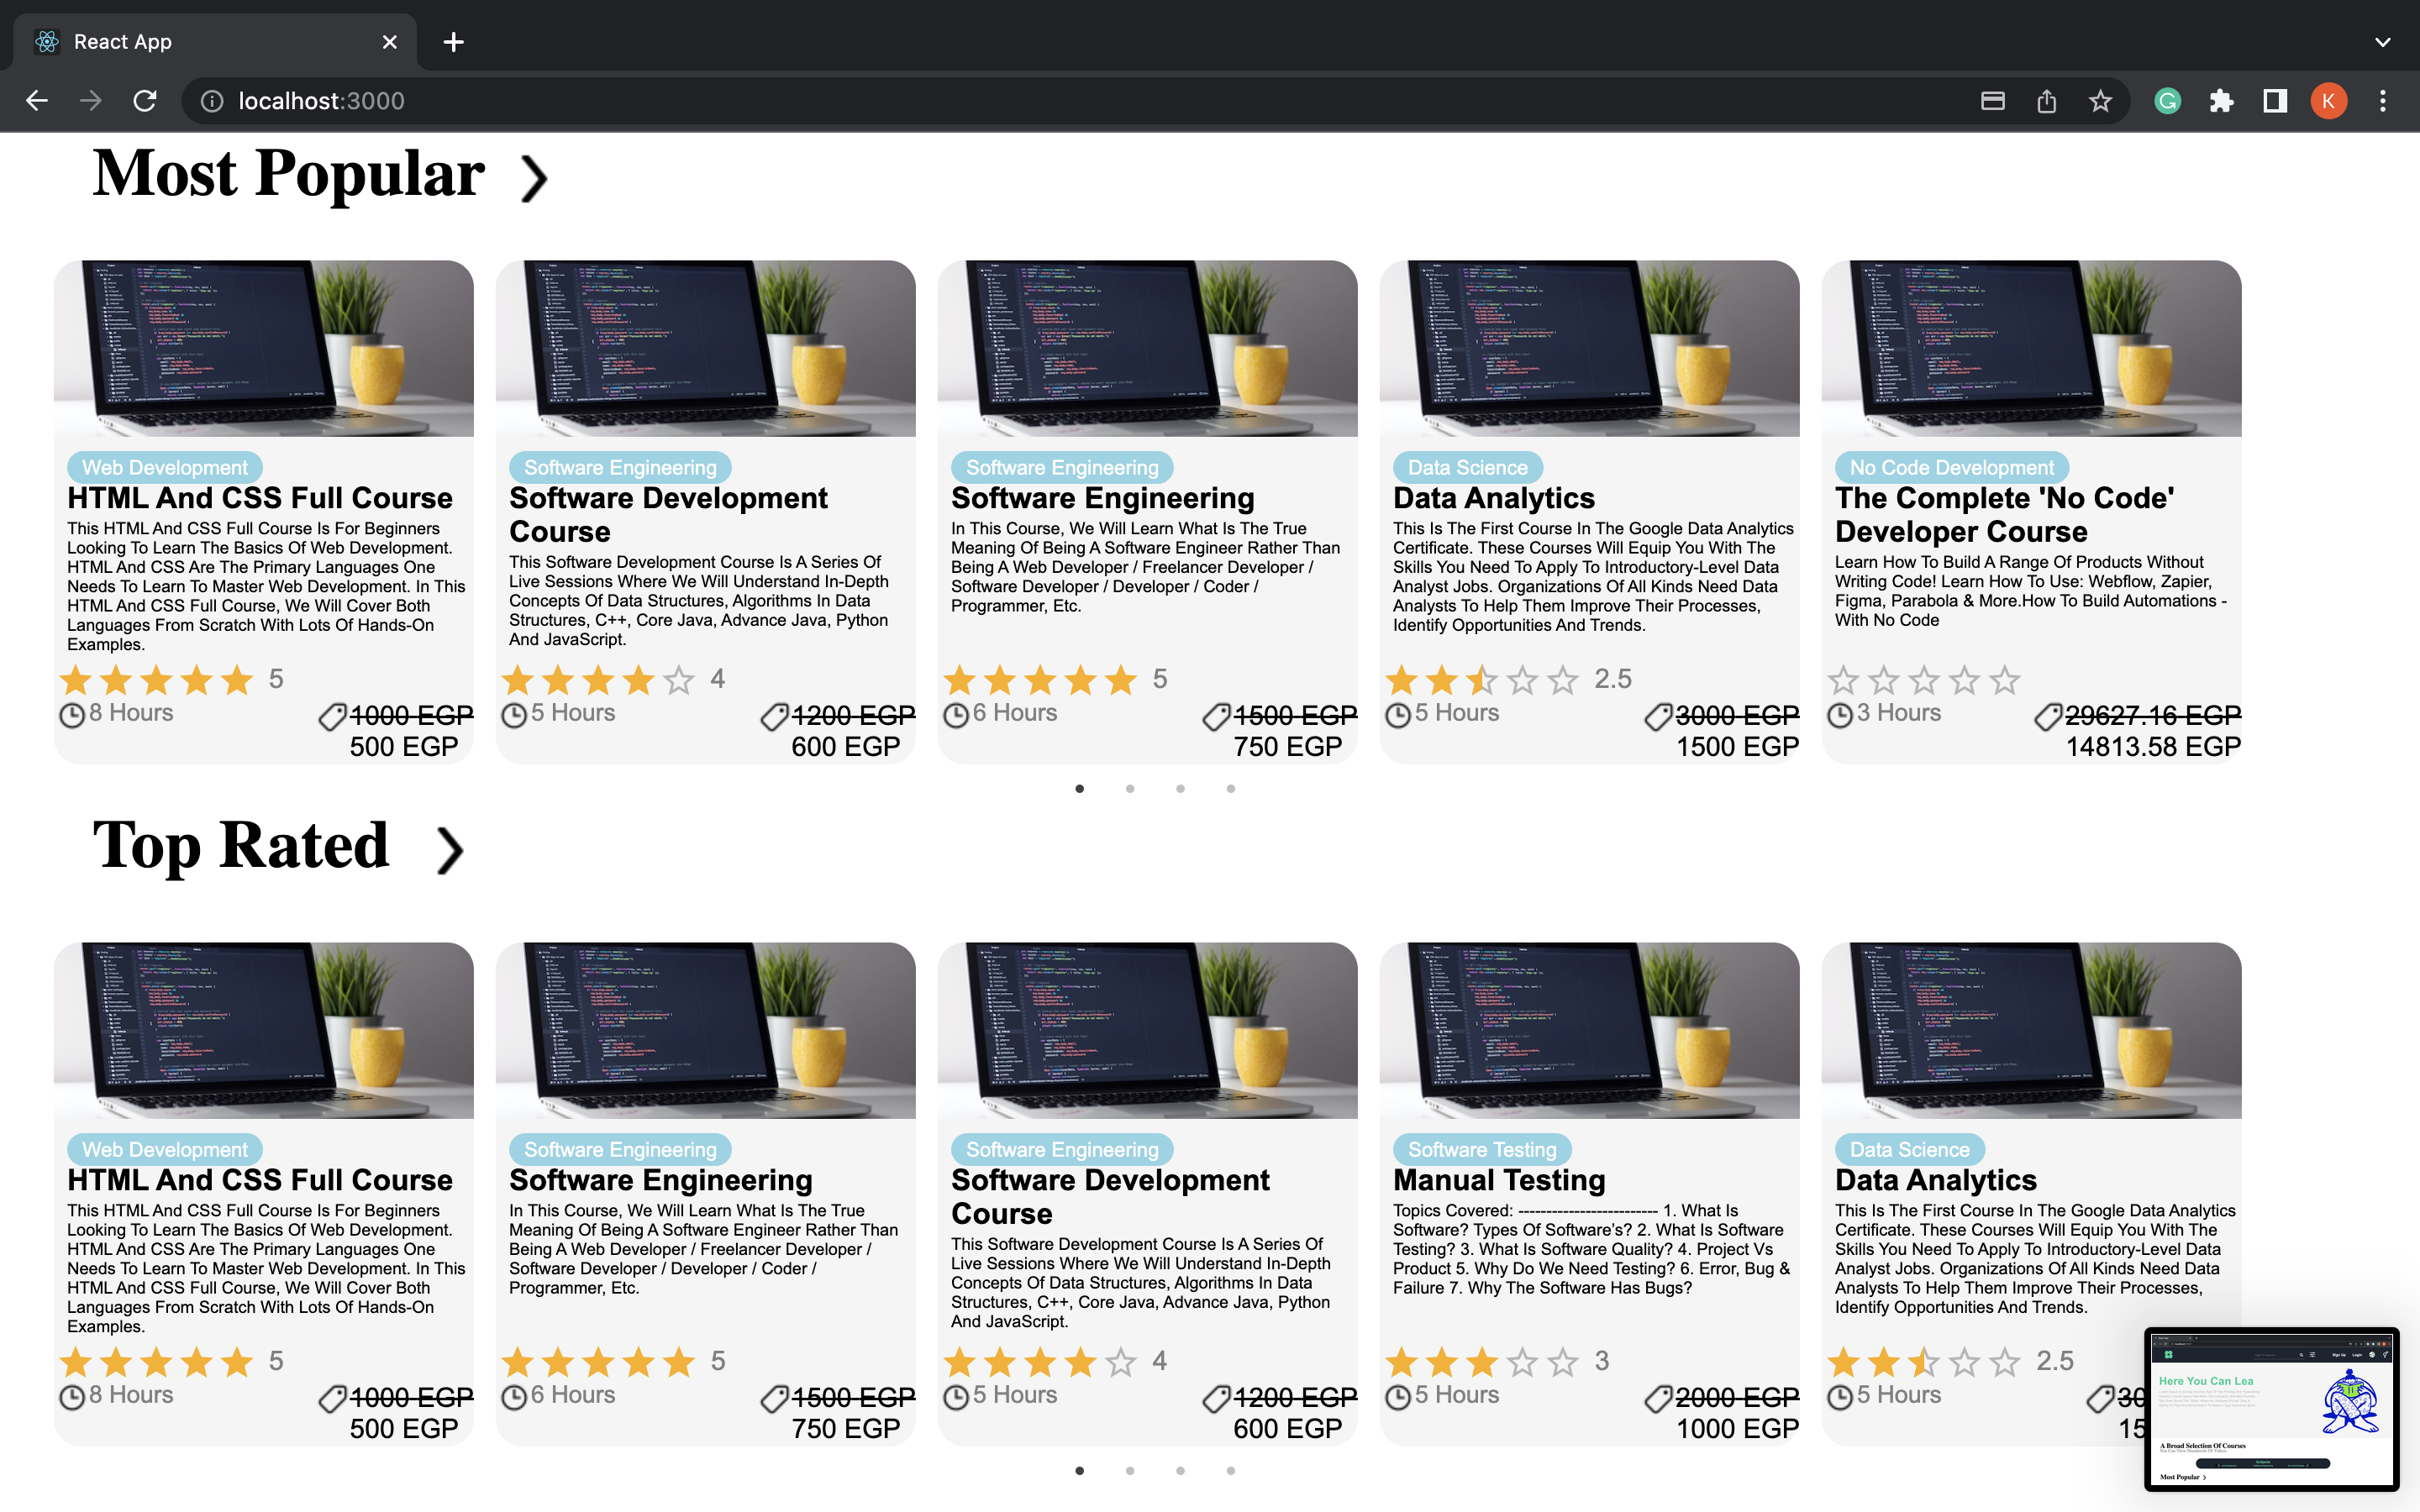 React App
localhost:3000
K
Most Popular
Web Development
HTML And CSS Full Course
This HTML And CSS Full Course Is For Beginners
Looking To Learn The Basics Of Web Development.
HTML And CSS Are The Primary Languages One
Needs To Learn To Master Web Development. In This
HTML And CSS Full Course, We Will Cover Both
Languages From Scratch With Lots Of Hands-On
Examples.
5
8 Hours
1000 EGP
500 EGP
Software Engineering
Software Development
Course
This Software Development Course Is A Series Of
Live Sessions Where We Will Understand In-Depth
Concepts Of Data Structures, Algorithms In Data
Structures, C++, Core Java, Advance Java, Python
And JavaScript.
4
5 Hours
1200 EGP
600 EGP
Software Engineering
Software Engineering
In This Course, We Will Learn What Is The True
Meaning Of Being A Software Engineer Rather Than
Being A Web Developer / Freelancer Developer /
Software Developer / Developer / Coder /
Programmer, Etc.
5
6 Hours
1500 EGP
750 EGP
Data Science
Data Analytics
This Is The First Course In The Google Data Analytics
Certificate. These Courses Will Equip You With The
Skills You Need To Apply To Introductory-Level Data
Analyst Jobs. Organizations Of All Kinds Need Data
Analysts To Help Them Improve Their Processes,
Identify Opportunities And Trends.
2.5
5 Hours
3000 EGP
1500 EGP
No Code Development
The Complete 'No Code'
Developer Course
Learn How To Build A Range Of Products Without
Writing Code! Learn How To Use: Webflow, Zapier,
Figma, Parabola & More.How To Build Automations -
With No Code
3 Hours
29627.16 EGP
14813.58 EGP
Top Rated
Web Development
HTML And CSS Full Course
This HTML And CSS Full Course Is For Beginners
Looking To Learn The Basics Of Web Development.
HTML And CSS Are The Primary Languages One
Needs To Learn To Master Web Development. In This
HTML And CSS Full Course, We Will Cover Both
Languages From Scratch With Lots Of Hands-On
Examples.
5
8 Hours
1000 EGP
500 EGP
Software Engineering
Software Engineering
In This Course, We Will Learn What Is The True
Meaning Of Being A Software Engineer Rather Than
Being A Web Developer / Freelancer Developer /
Software Developer / Developer / Coder /
Programmer, Etc.
5
6 Hours
1500 EGP
750 EGP
Software Engineering
Software Development
Course
This Software Development Course Is A Series Of
Live Sessions Where We Will Understand In-Depth
Concepts Of Data Structures, Algorithms In Data
Structures, C++, Core Java, Advance Java, Python
And JavaScript.
4
5 Hours
1200 EGP
600 EGP
Software Testing
Manual Testing
Topics Covered: ------------------------- 1. What Is
Software? Types Of Software’s? 2. What Is Software
Testing? 3. What Is Software Quality? 4. Project Vs
Product 5. Why Do We Need Testing? 6. Error, Bug &
Failure 7. Why The Software Has Bugs?
3
5 Hours
2000 EGP
1000 EGP
Data Science
Data Analytics
This Is The First Course In The Google Data Analytics
Certificate. These Courses Will Equip You With The
Skills You Need To Apply To Introductory-Level Data
Analyst Jobs. Organizations Of All Kinds Need Data
Analysts To Help Them Improve Their Processes,
Identify Opportunities And Trends.
2.5
5 Hours
30
15
Here You Can Lea
A Broad Selection Of Courses
Most Popular